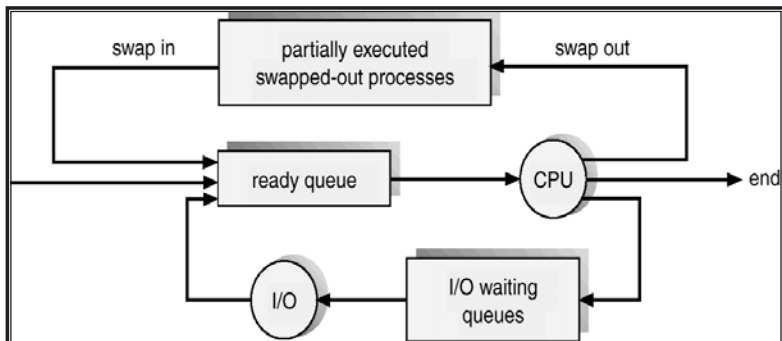 swap in
partially executed
swapped-out processes
swap out
ready queue
CPU
end
I/O
I/O waiting
queues